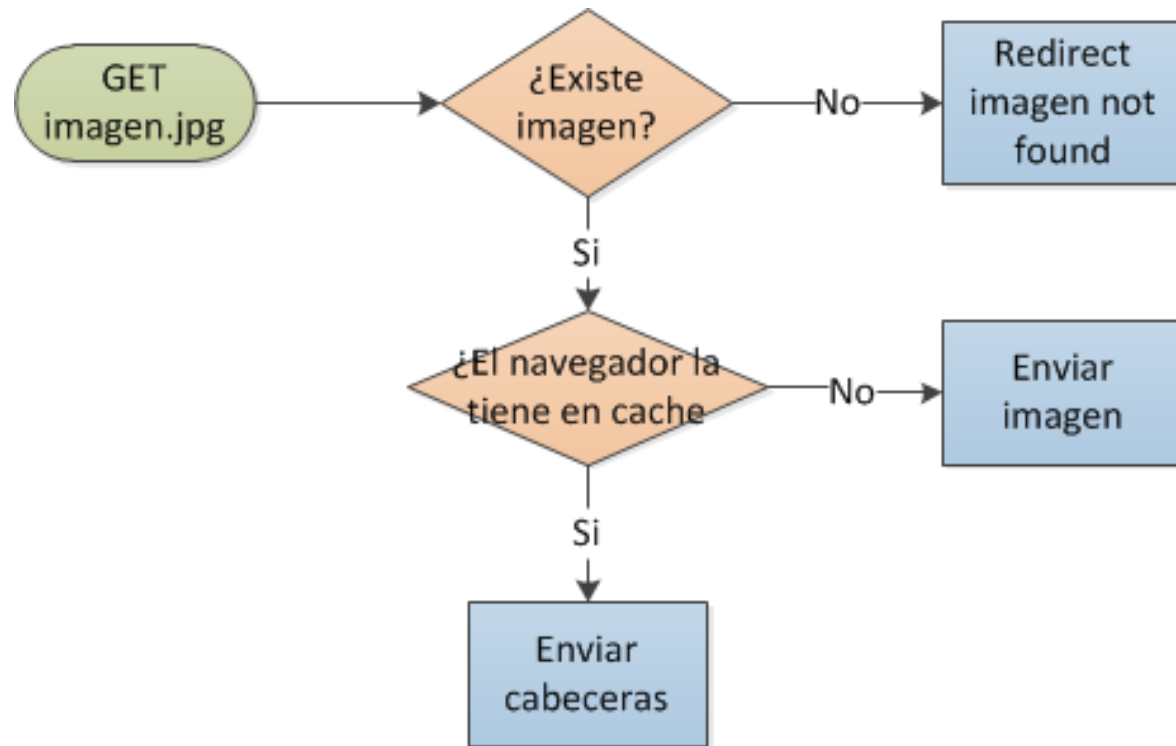 GET
imagen.jpg
¿Existe
imagen?
No
Redirect
imagen not
found
Si
¿El navegador la
tiene en cache
No
Enviar
imagen
Si
Enviar
cabeceras